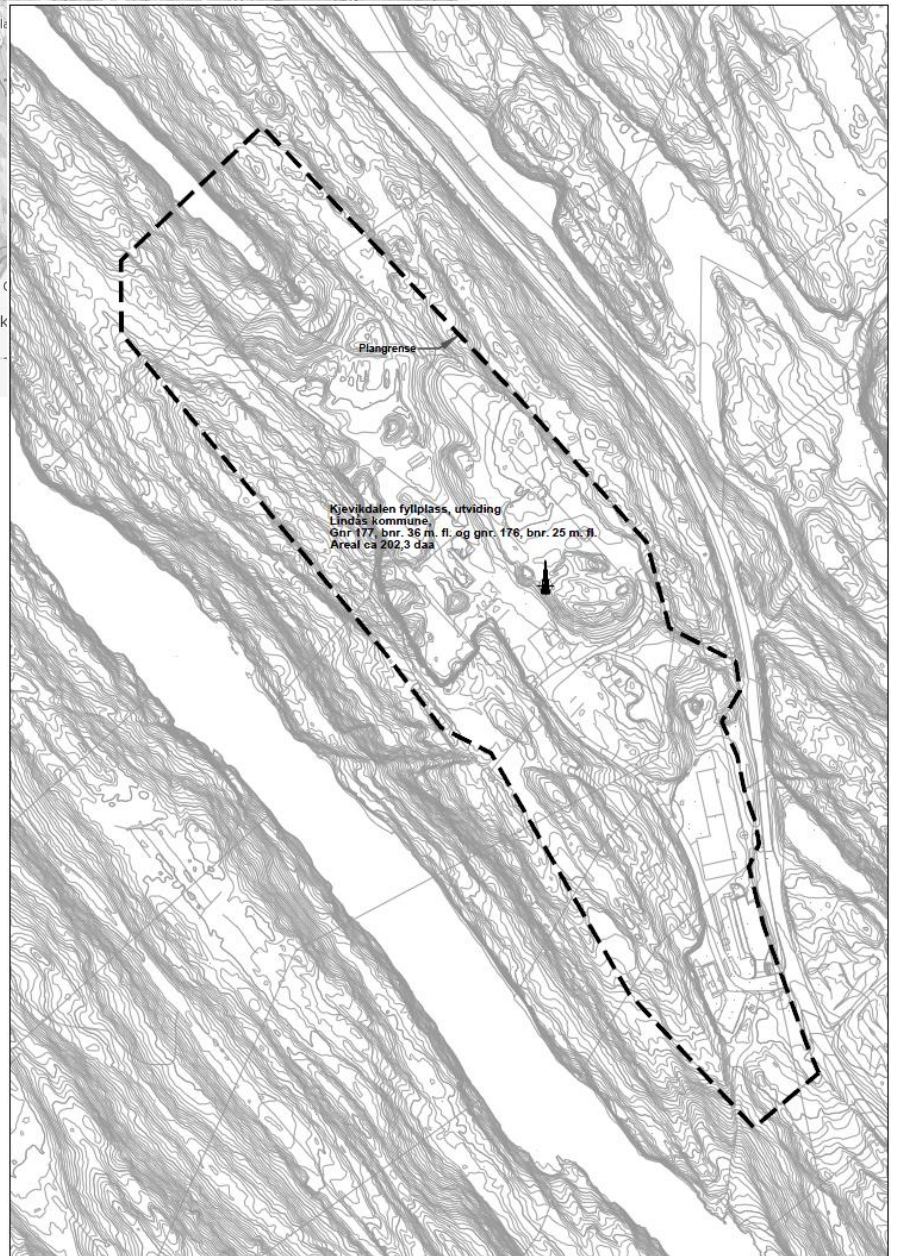 Plangrense
Kjevikdalen fyllplass, utviding
Lindås kommune,
Gnr 177, bnr. 36 m. fl. og gnr. 176, bnr. 25 m. fl.
Areal ca 202,3 daa